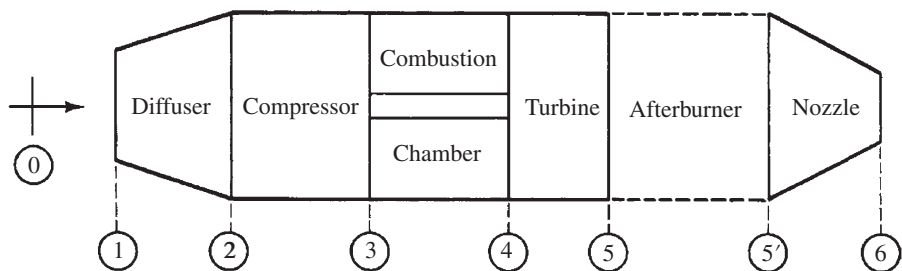 Combustion
Diffuser Compressor Turbine Afterburner Nozzle
Chamber
0
1 2 3 4 5 5′ 6